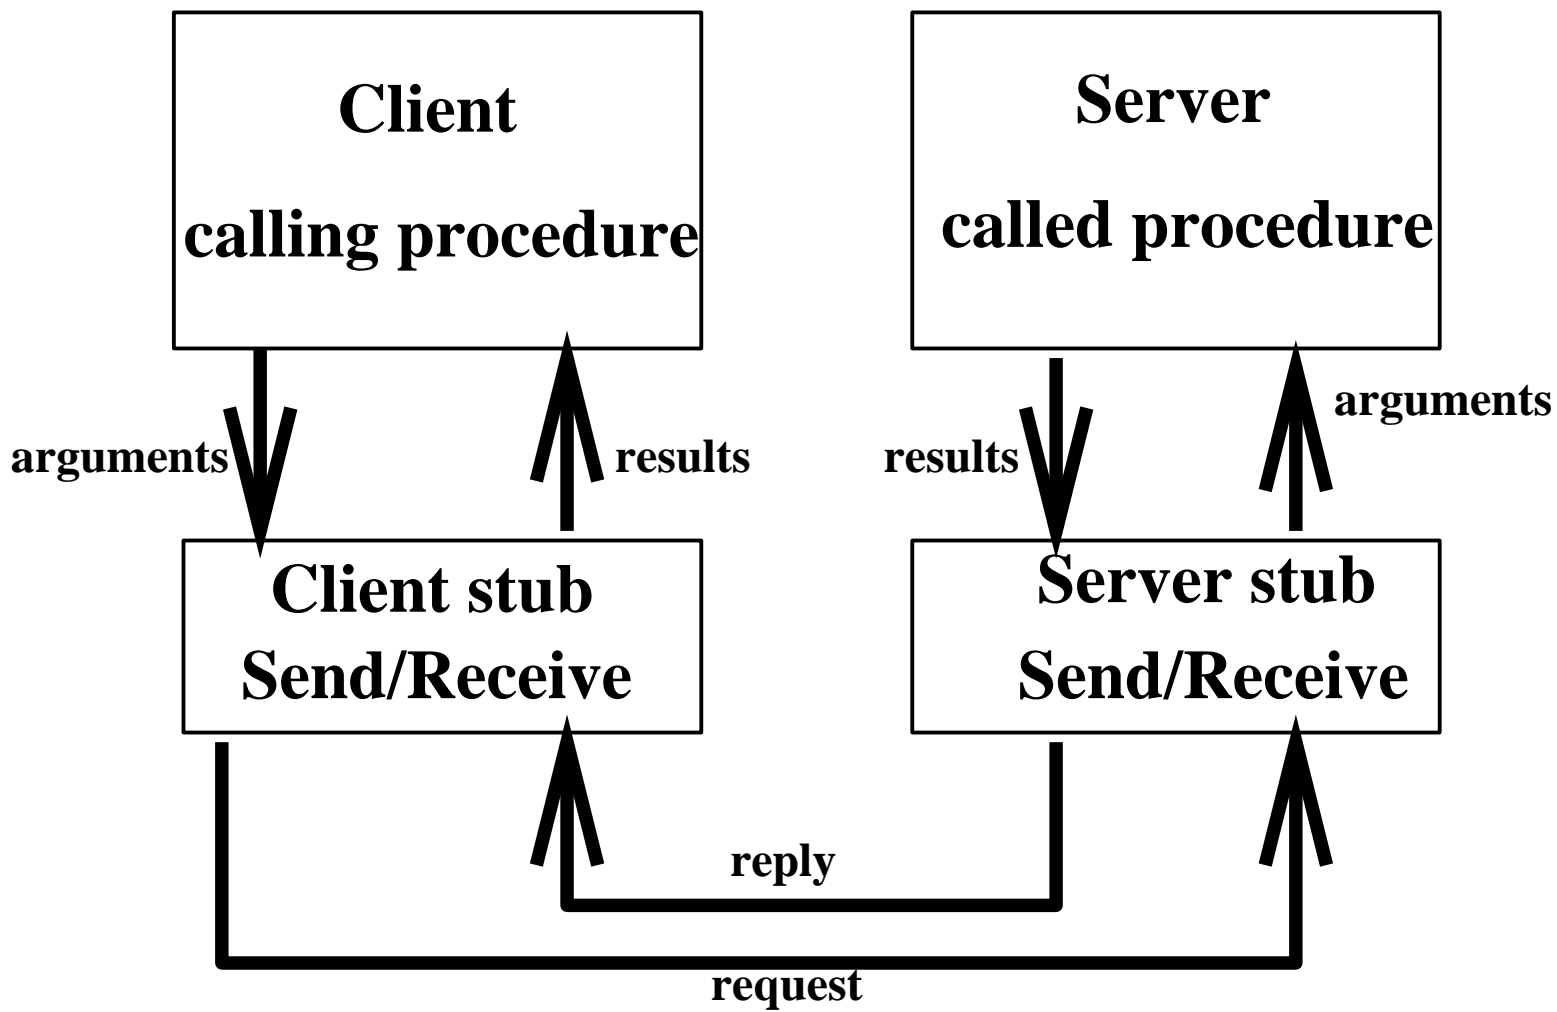 Client
calling procedure
Server
called procedure
arguments
results
results
arguments
Client stub
Send/Receive
Server stub
Send/Receive
reply
request